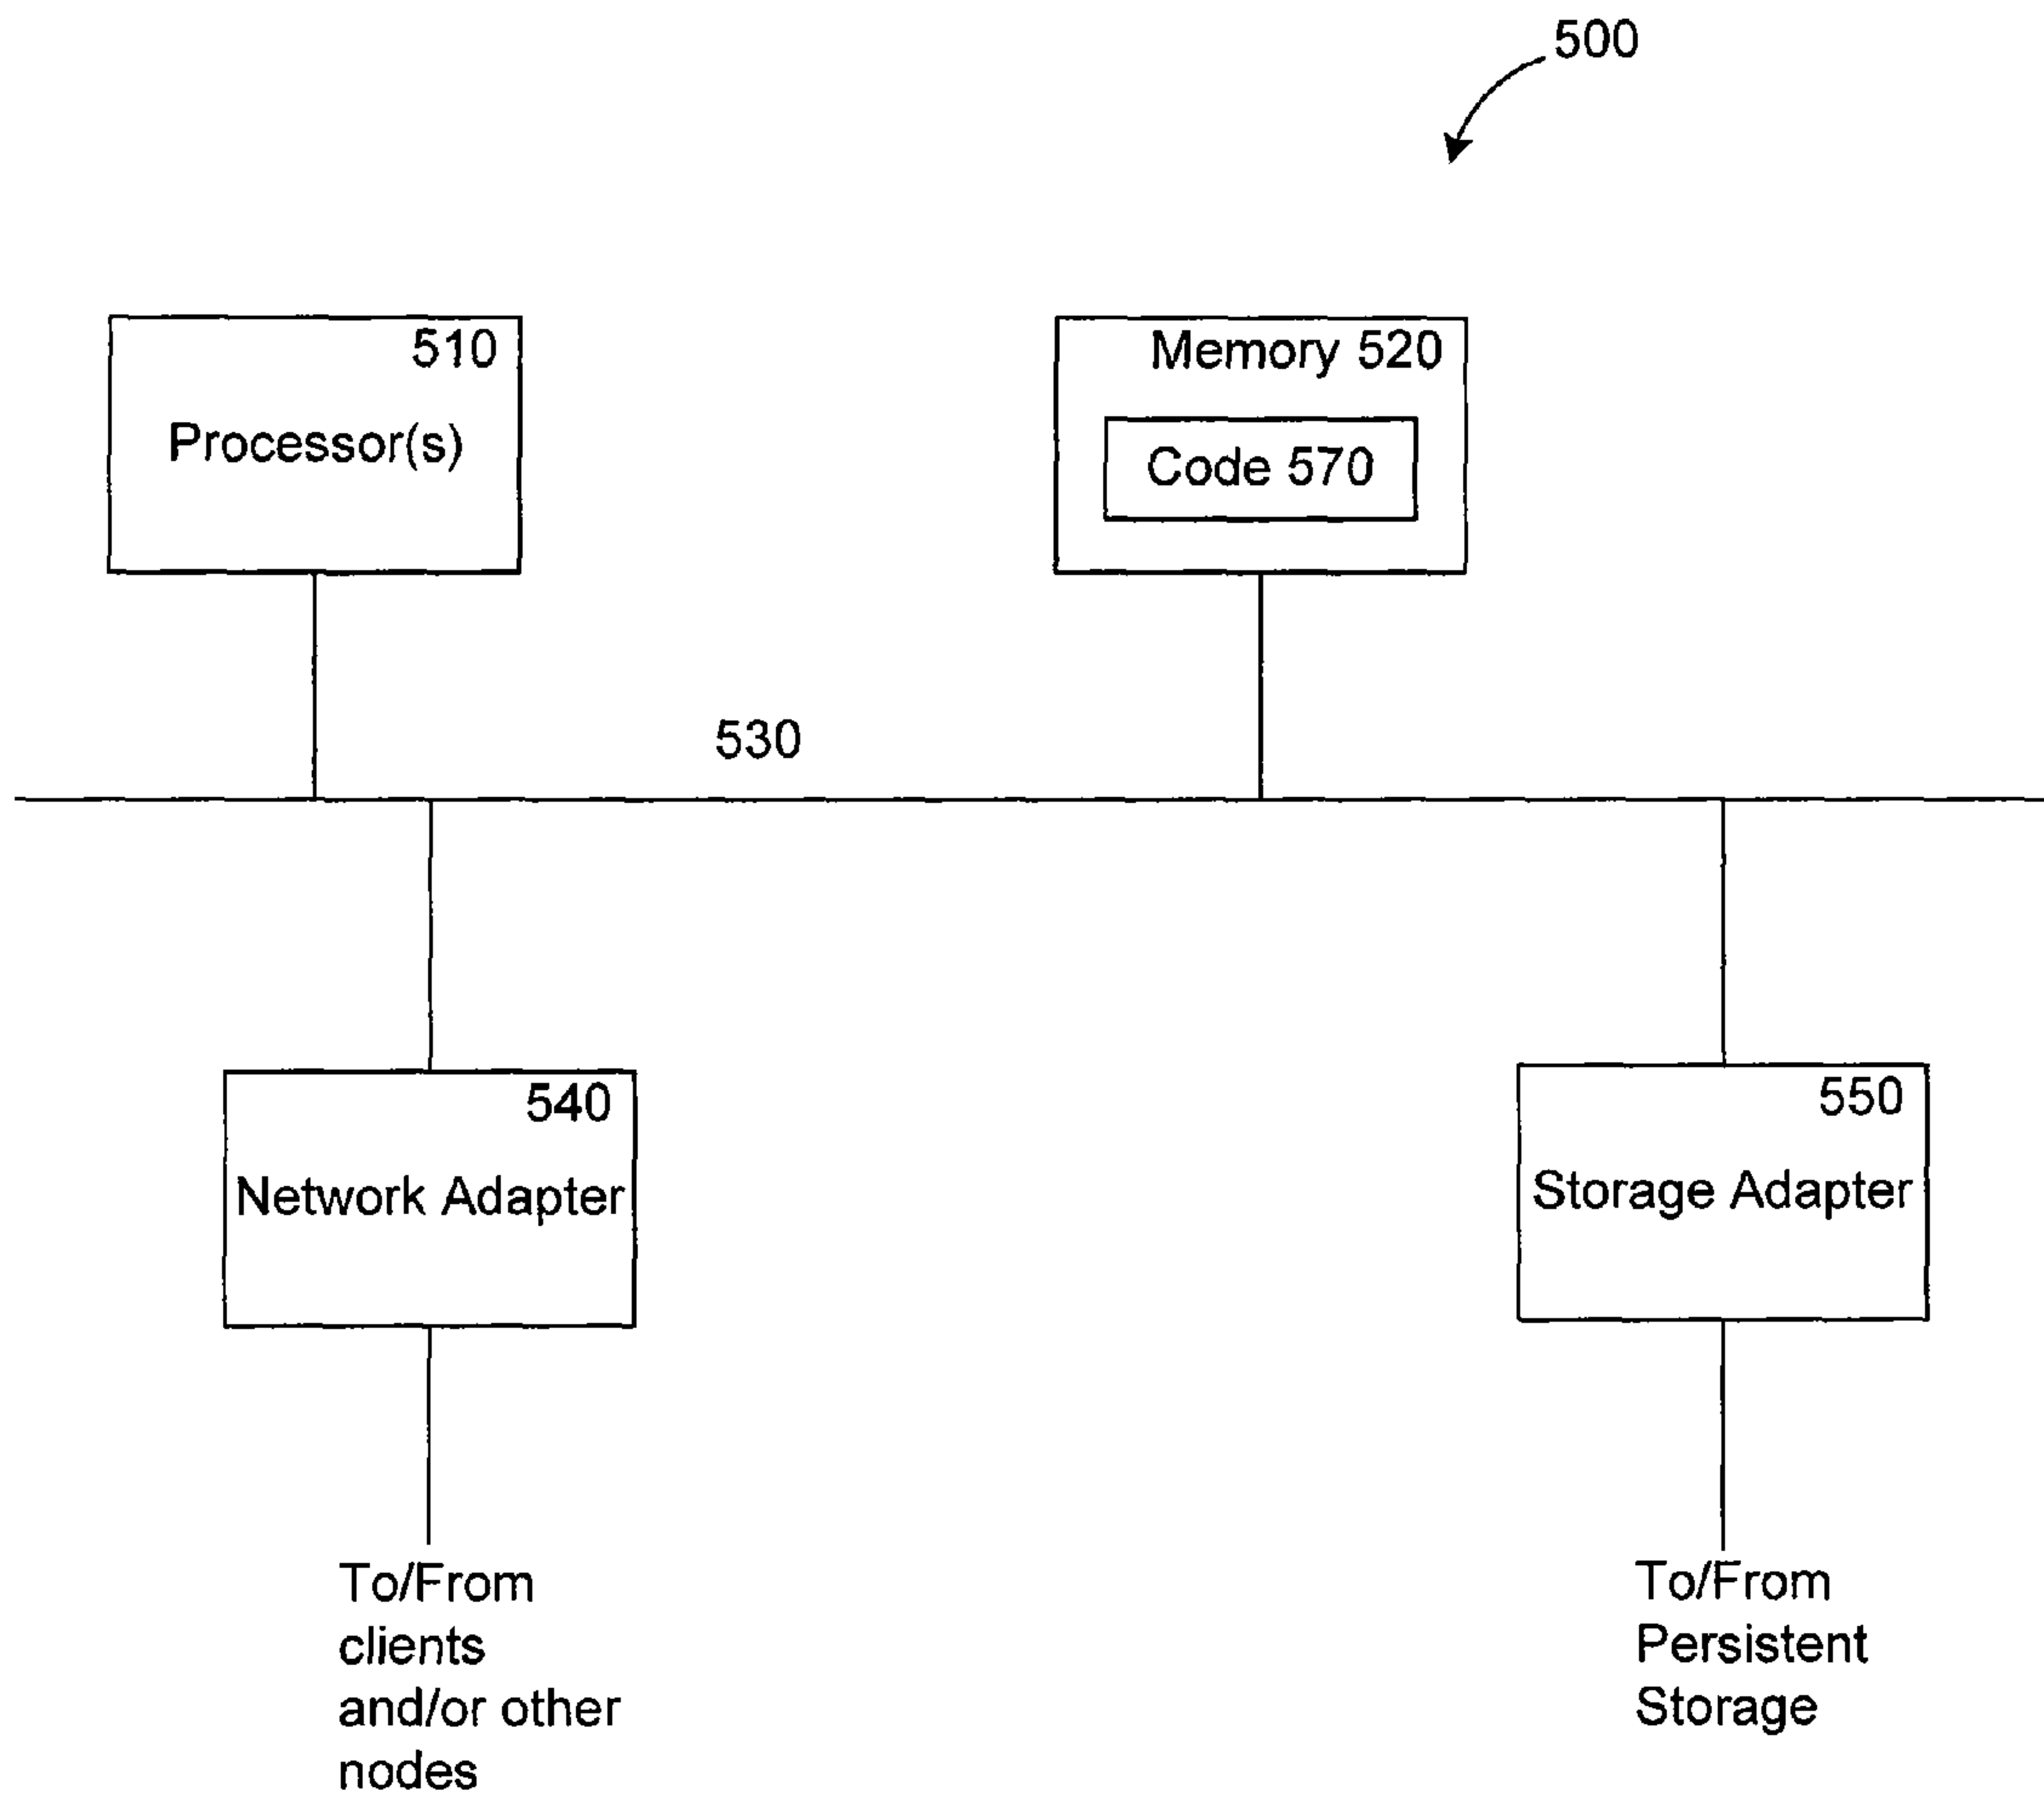 500
510
Processor(s)
Memory 520
Code 570
530
540
Network Adapter
550
Storage Adapter
To/From
clients
and/or other
nodes
To/From
Persistent
Storage